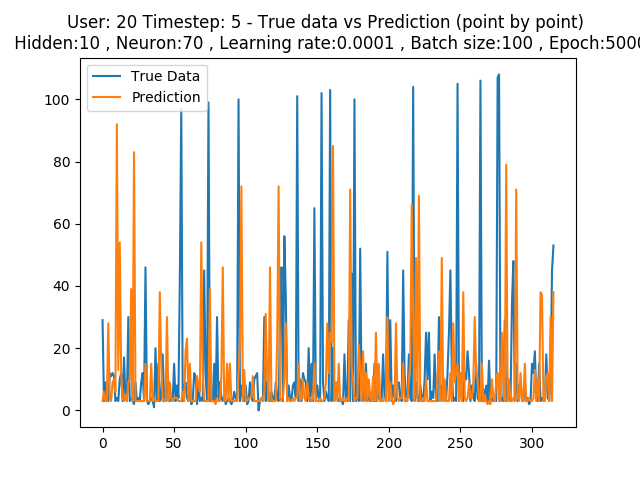 User: 20 Timestep: 5 - True data vs Prediction (point by point)
Hidden:10 , Neuron:70 , Learning rate:0.0001 , Batch size:100 , Epoch:5000
True Data
Prediction
100
80
60
40
20
0
0 50 100 150 200 250 300